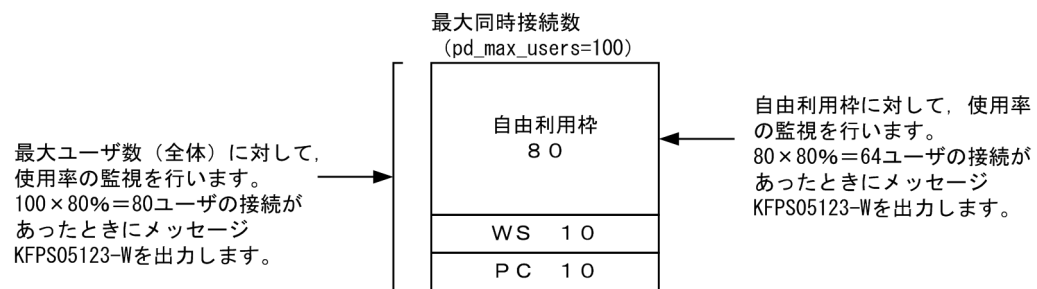 最大同時接続数
（pd_max_users=100）
最大ユーザ数（全体）に対して，
使用率の監視を行います。
100×80％＝80ユーザの接続が
あったときにメッセージ
KFPS05123-Wを出力します。
自由利用枠
８０
ＷＳ　１０
ＰＣ　１０
自由利用枠に対して，使用率
の監視を行います。
80×80％＝64ユーザの接続が
あったときにメッセージ
KFPS05123-Wを出力します。